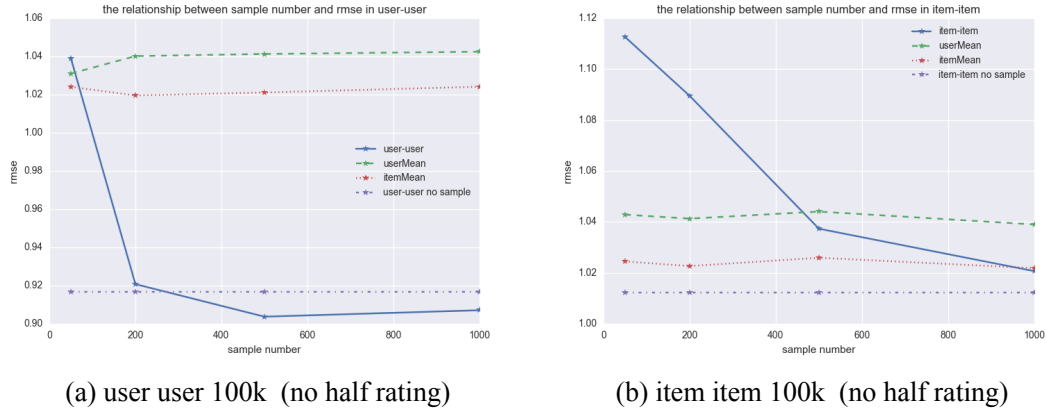 the relationship between sample number and rmse in user-user
1.06
1.04
1.02
1.00
0.98
0.96
0.94
0.92
0.90
rmse
user-user
userMean
itemMean
user-user no sample
0 200 400 600 800 1000
sample number
(a) user user 100k (no half rating)
the relationship between sample number and rmse in item-item
1.12
1.10
1.08
1.06
1.04
1.02
1.00
rmse
item-item
userMean
itemMean
item-item no sample
0 200 400 600 800 1000
sample number
(b) item item 100k (no half rating)